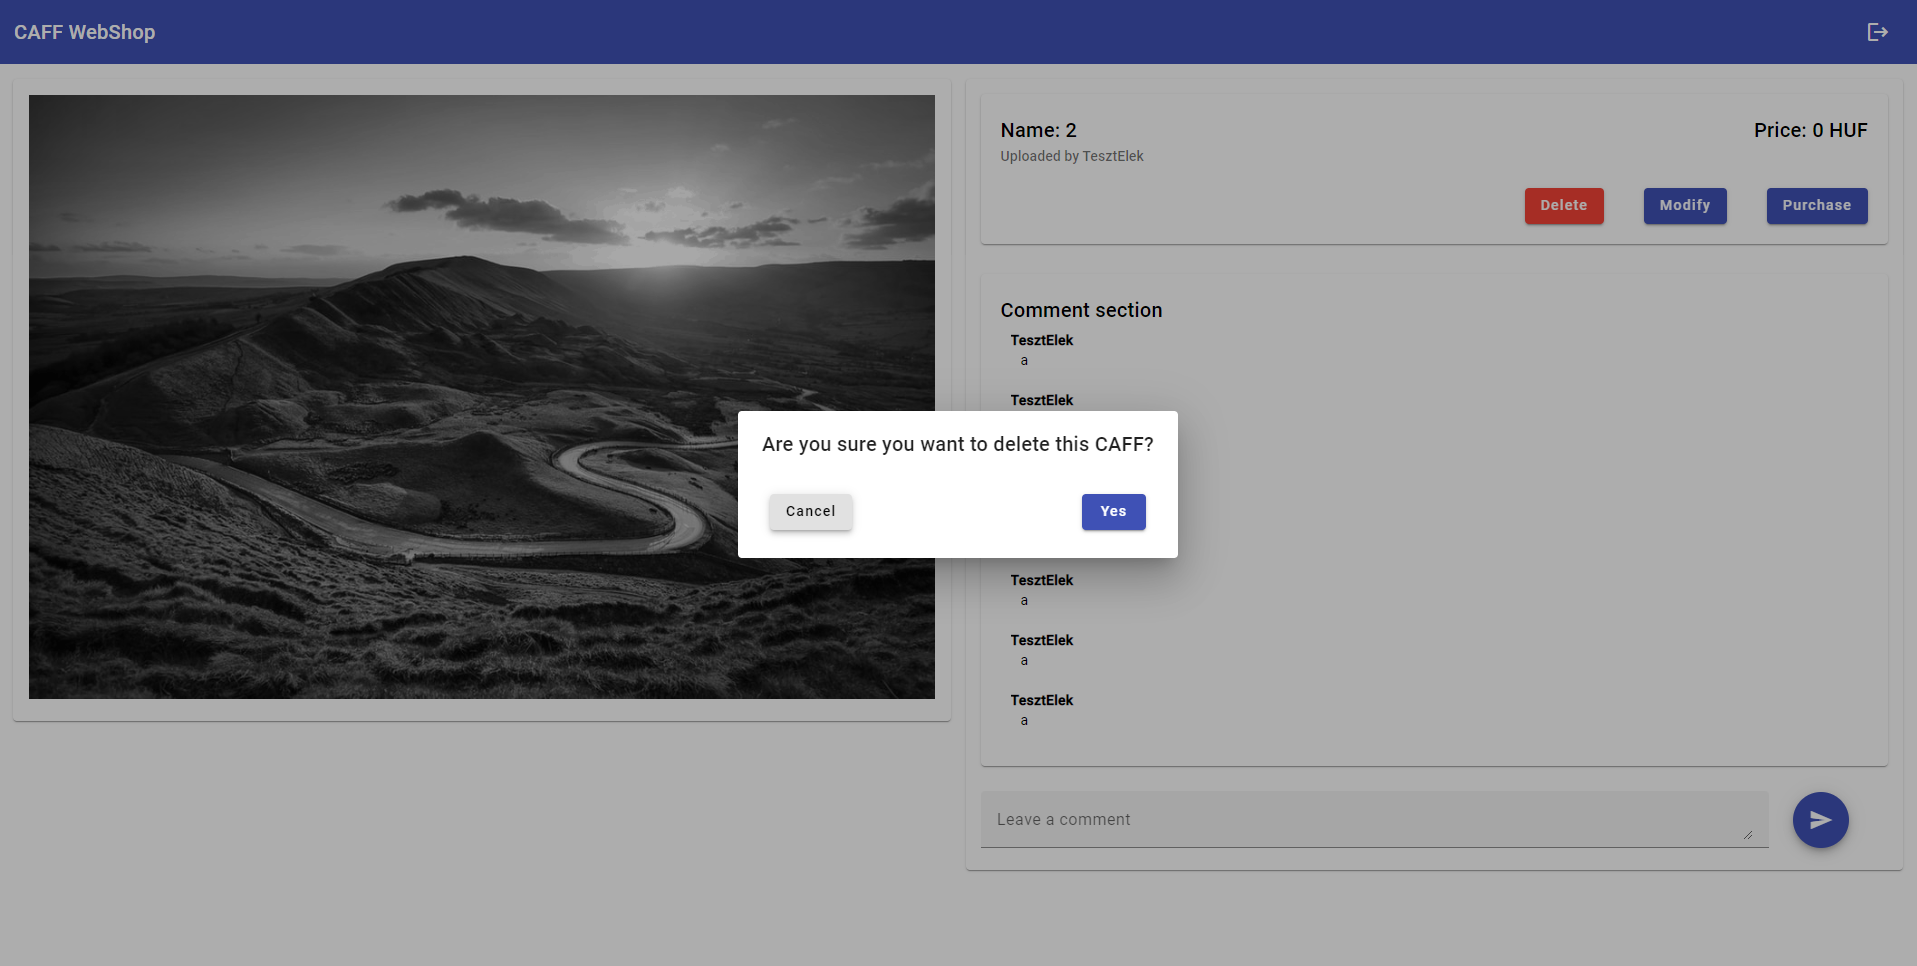 CAFF WebShop
Name: 2
Price: 0 HUF
Uploaded by TesztElek
Delete
Modify
Purchase
Comment section
TesztElek
a
TesztElek
Are you sure you want to delete this CAFF?
Cancel
Yes
TesztElek
a
TesztElek
a
TesztElek
a
Leave a comment